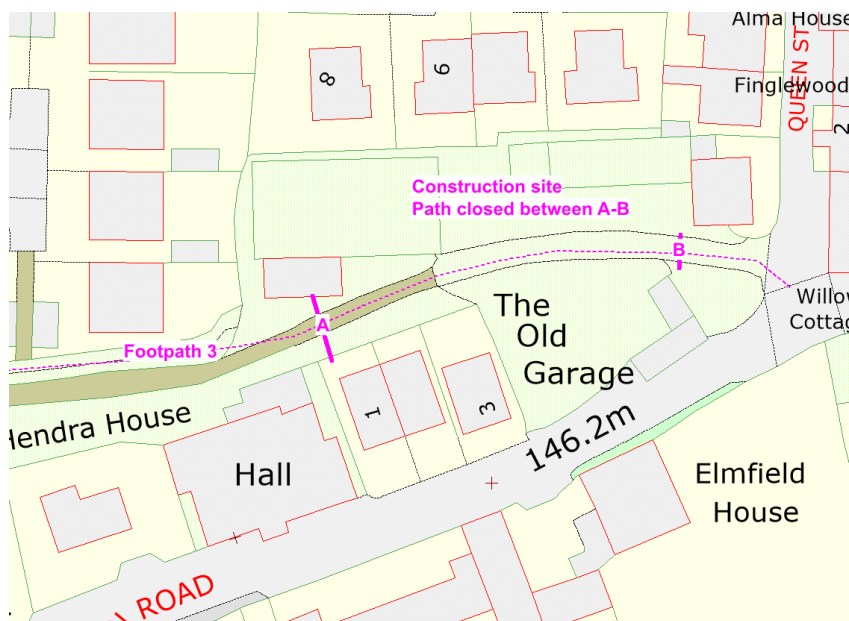 Alma House
8
6
Finglewood
QUEEN ST
2
Construction site
Path closed between A-B
B
A
Footpath 3
The
Old
Garage
Willow
Cottag
Hendra House
1
3
146.2m
Hall
Elmfield
House
ROAD